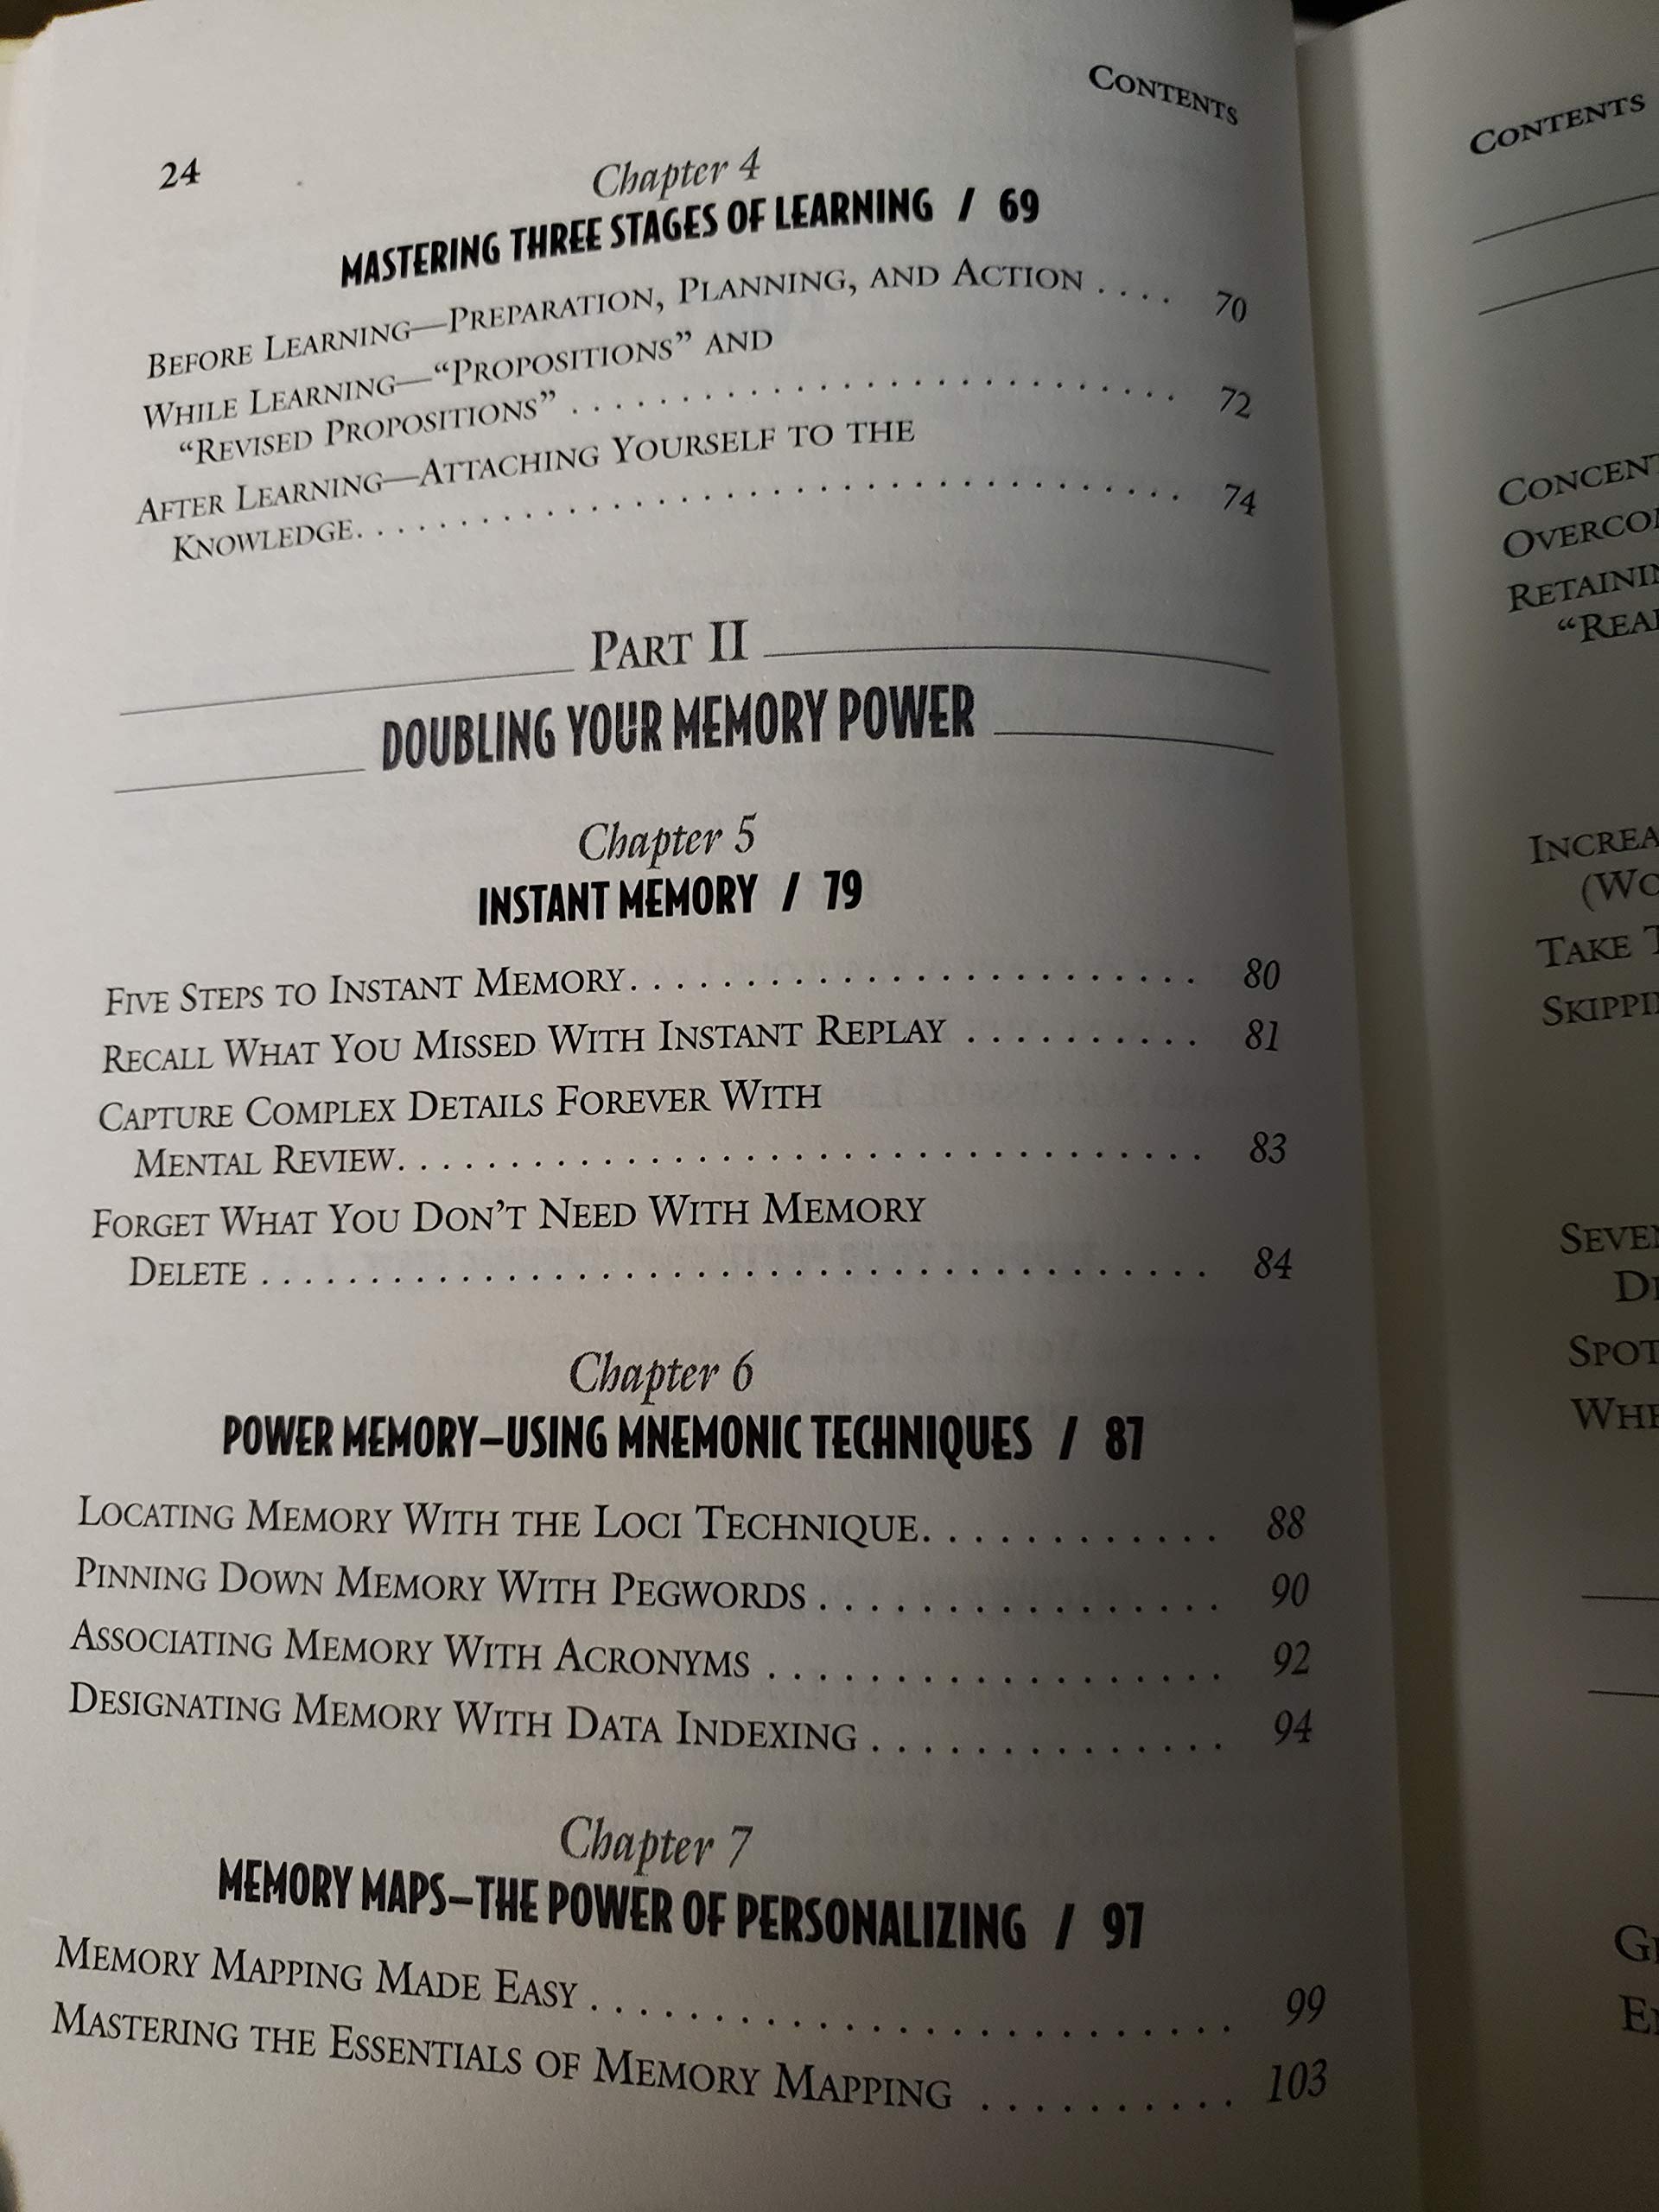 CONTENTS
24
Chapter 4
MASTERING THREE STAGES OF LEARNING / 69
BEFORE LEARNING—PREPARATION, PLANNING, AND ACTION . . . . 70
WHILE LEARNING—“PROPOSITIONS” AND
“REVISED PROPOSITIONS” . . . . . . . . . . . . . . . . . . . . . . . . . . . 72
AFTER LEARNING—ATTACHING YOURSELF TO THE
KNOWLEDGE. . . . . . . . . . . . . . . . . . . . . . . . . . . . . . . . . . . . . 74
PART II
DOUBLING YOUR MEMORY POWER
Chapter 5
INSTANT MEMORY / 79
FIVE STEPS TO INSTANT MEMORY. . . . . . . . . . . . . . . . . . . . . . . . . 80
RECALL WHAT YOU MISSED WITH INSTANT REPLAY . . . . . . . . . . 81
CAPTURE COMPLEX DETAILS FOREVER WITH
MENTAL REVIEW. . . . . . . . . . . . . . . . . . . . . . . . . . . . . . . . . . . 83
FORGET WHAT YOU DON’T NEED WITH MEMORY
DELETE . . . . . . . . . . . . . . . . . . . . . . . . . . . . . . . . . . . . . . . . . 84
Chapter 6
POWER MEMORY–USING MNEMONIC TECHNIQUES / 87
LOCATING MEMORY WITH THE LOCI TECHNIQUE. . . . . . . . . . . . . 88
PINNING DOWN MEMORY WITH PEGWORDS . . . . . . . . . . . . . . . . . 90
ASSOCIATING MEMORY WITH ACRONYMS . . . . . . . . . . . . . . . . . . . 92
DESIGNATING MEMORY WITH DATA INDEXING . . . . . . . . . . . . . . 94
Chapter 7
MEMORY MAPS–THE POWER OF PERSONALIZING / 97
MEMORY MAPPING MADE EASY . . . . . . . . . . . . . . . . . . . . . . . . . . . 99
MASTERING THE ESSENTIALS OF MEMORY MAPPING . . . . . . . . . . 103
CONTENTS
TAKE